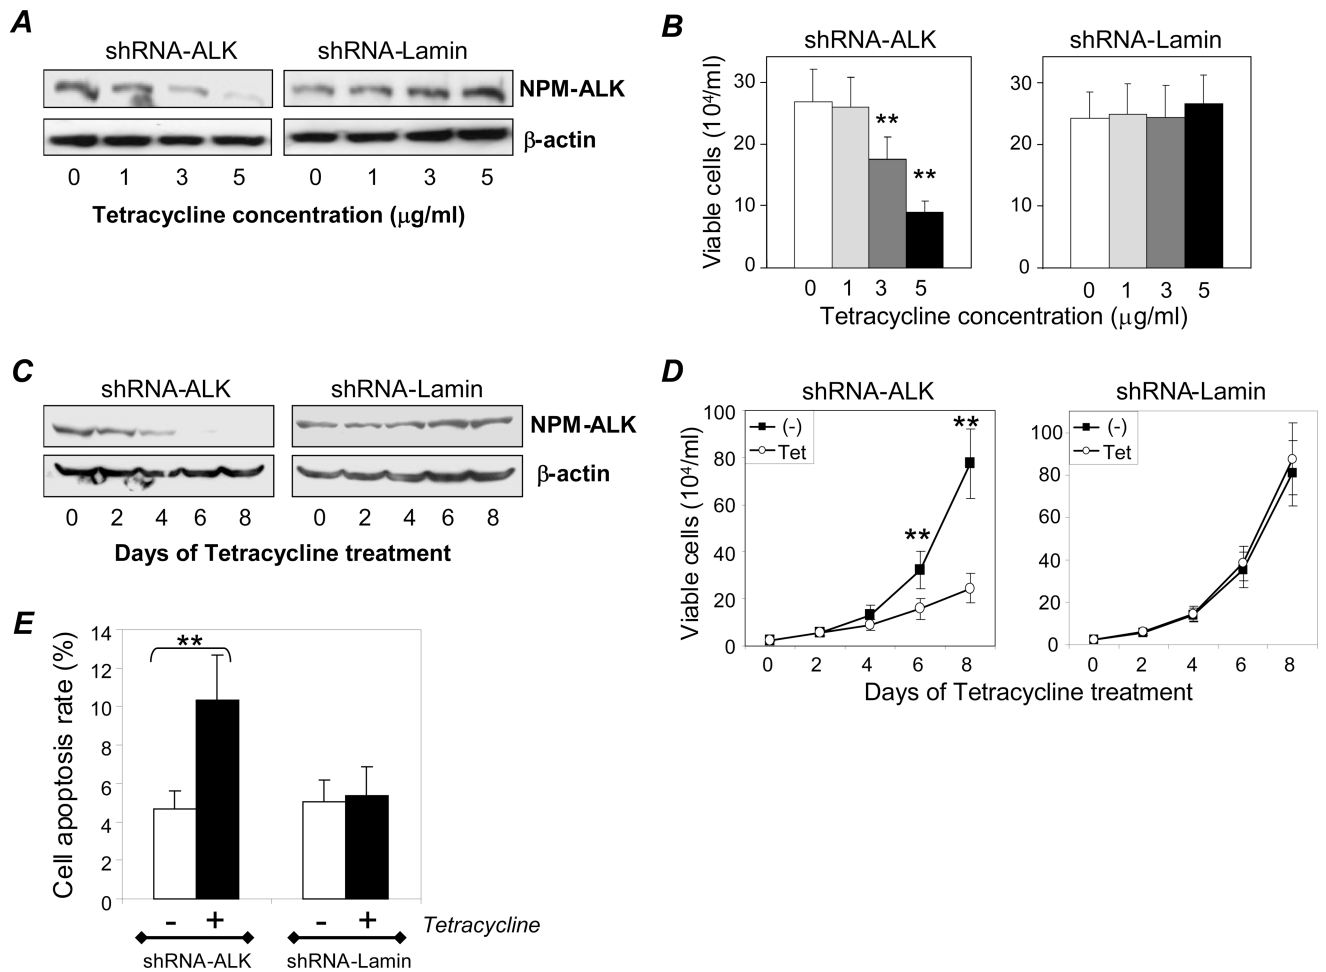 A
shRNA-ALK
shRNA-Lamin
NPM-ALK
β-actin
0 1 3 5 0 1 3 5
Tetracycline concentration (μg/ml)
B
shRNA-ALK
shRNA-Lamin
Viable cells (10⁴/ml)
30
20
10
0
**
**
0 1 3 5
30
20
10
0
0 1 3 5
Tetracycline concentration (μg/ml)
C
shRNA-ALK
shRNA-Lamin
NPM-ALK
β-actin
0 2 4 6 8 0 2 4 6 8
Days of Tetracycline treatment
D
shRNA-ALK
shRNA-Lamin
Viable cells (10⁴/ml)
100
80
60
40
20
0
(-)
Tet
**
**
0 2 4 6 8
100
80
60
40
20
0
(-)
Tet
0 2 4 6 8
Days of Tetracycline treatment
E
Cell apoptosis rate (%)
14
12
10
8
6
4
2
0
**
- + - + Tetracycline
shRNA-ALK shRNA-Lamin